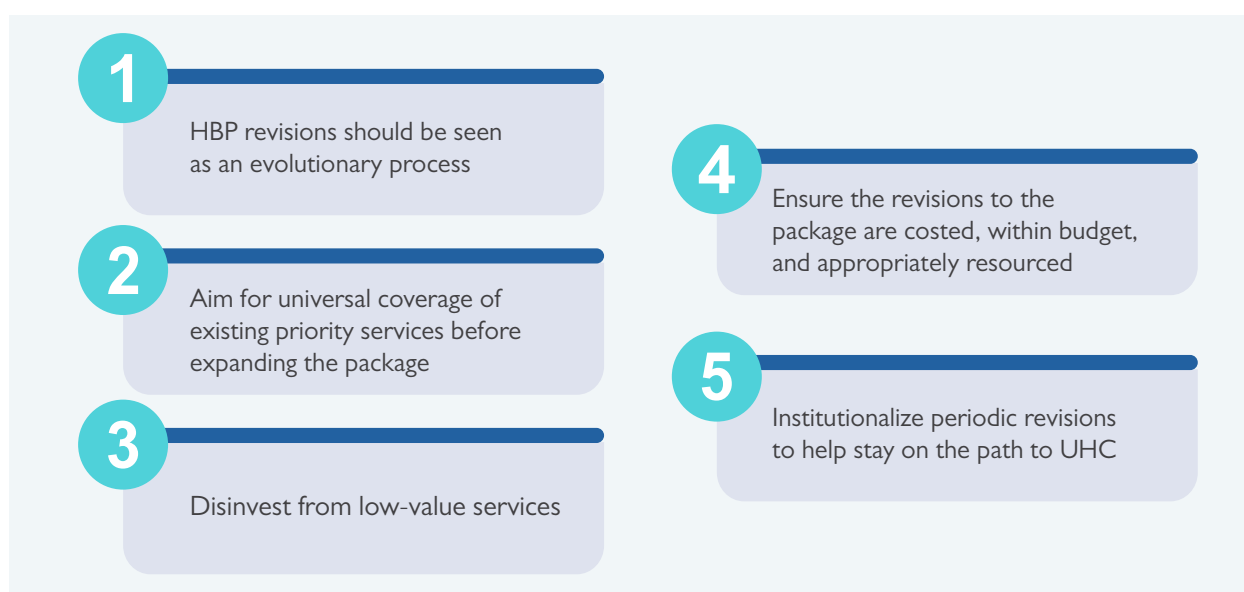 1
HBP revisions should be seen
as an evolutionary process
2
Aim for universal coverage of
existing priority services before
expanding the package
3
Disinvest from low-value services
4
Ensure the revisions to the
package are costed, within budget,
and appropriately resourced
5
Institutionalize periodic revisions
to help stay on the path to UHC